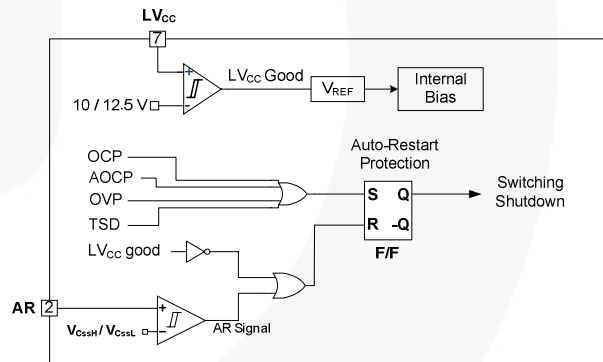 LVCC
7
LVCC Good
VREF
Internal
Bias
10 / 12.5 V
Auto-Restart
Protection
OCP
AOCP
OVP
TSD
S Q
R -Q
F/F
Switching
Shutdown
LVCC good
AR 2
VCssH / VCssL
AR Signal
+
-
+
-